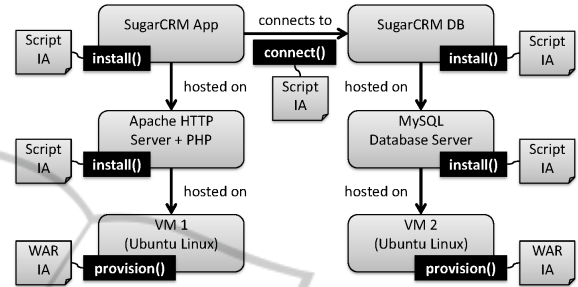 SugarCRM App
connects to
SugarCRM DB
Script
IA
install()
connect()
install()
Script
IA
Script
IA
hosted on
hosted on
Apache HTTP
Server + PHP
MySQL
Database Server
Script
IA
install()
install()
Script
IA
hosted on
hosted on
VM 1
(Ubuntu Linux)
VM 2
(Ubuntu Linux)
WAR
IA
provision()
provision()
WAR
IA